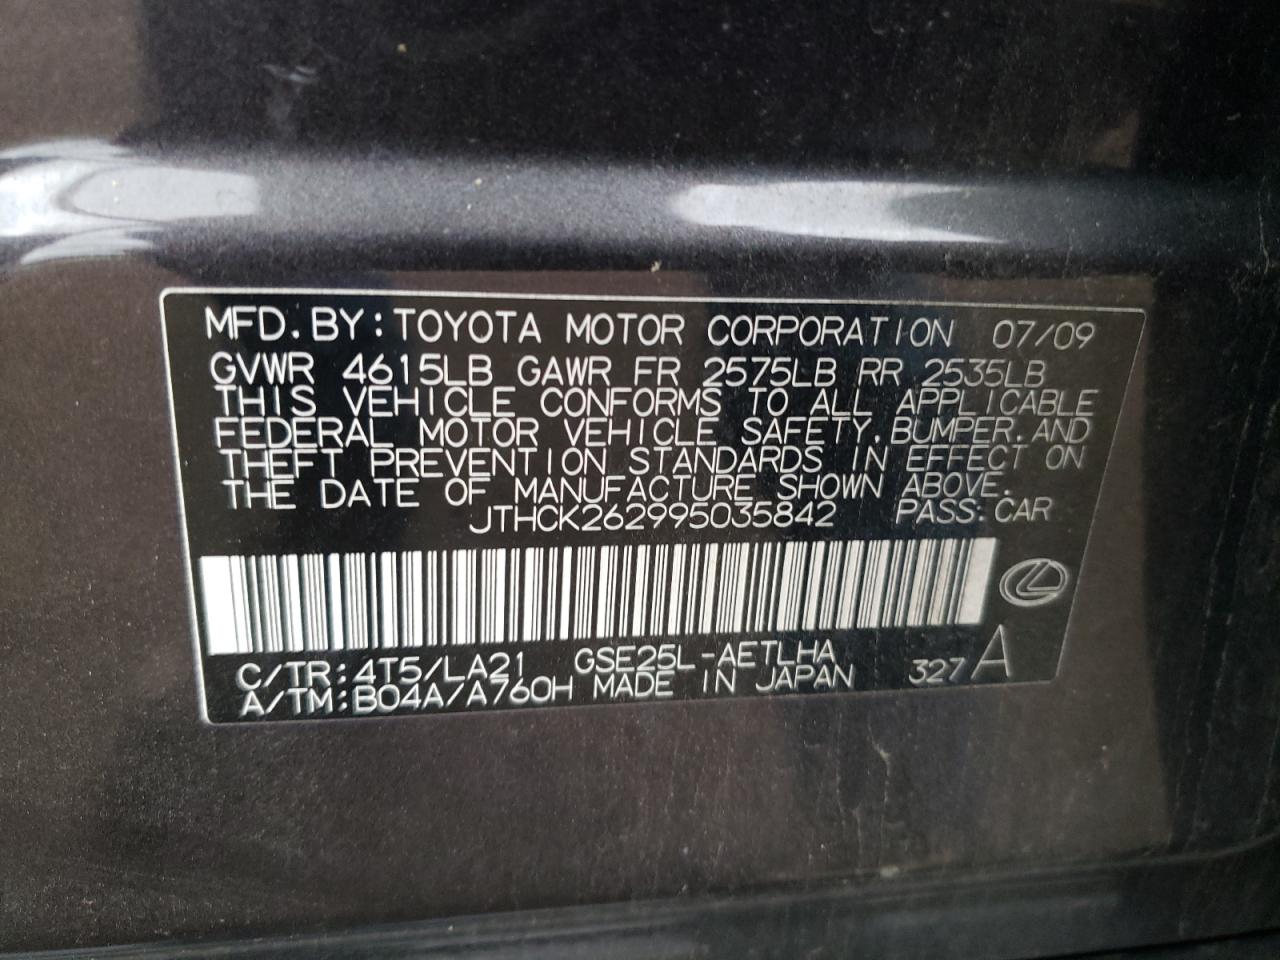 MFD. BY: TOYOTA MOTOR CORPORATION 07/09
GVWR 4615LB GAWR FR 2575LB RR 2535LB
THIS VEHICLE CONFORMS TO ALL APPLICABLE
FEDERAL MOTOR VEHICLE SAFETY, BUMPER, AND
THEFT PREVENTION STANDARDS IN EFFECT ON
THE DATE OF MANUFACTURE SHOWN ABOVE.
JTHCK262995035842 PASS: CAR
C/TR: 4T5/LA21 GSE25L-AETLHA
A/TM: B04A/A760H MADE IN JAPAN 327 A